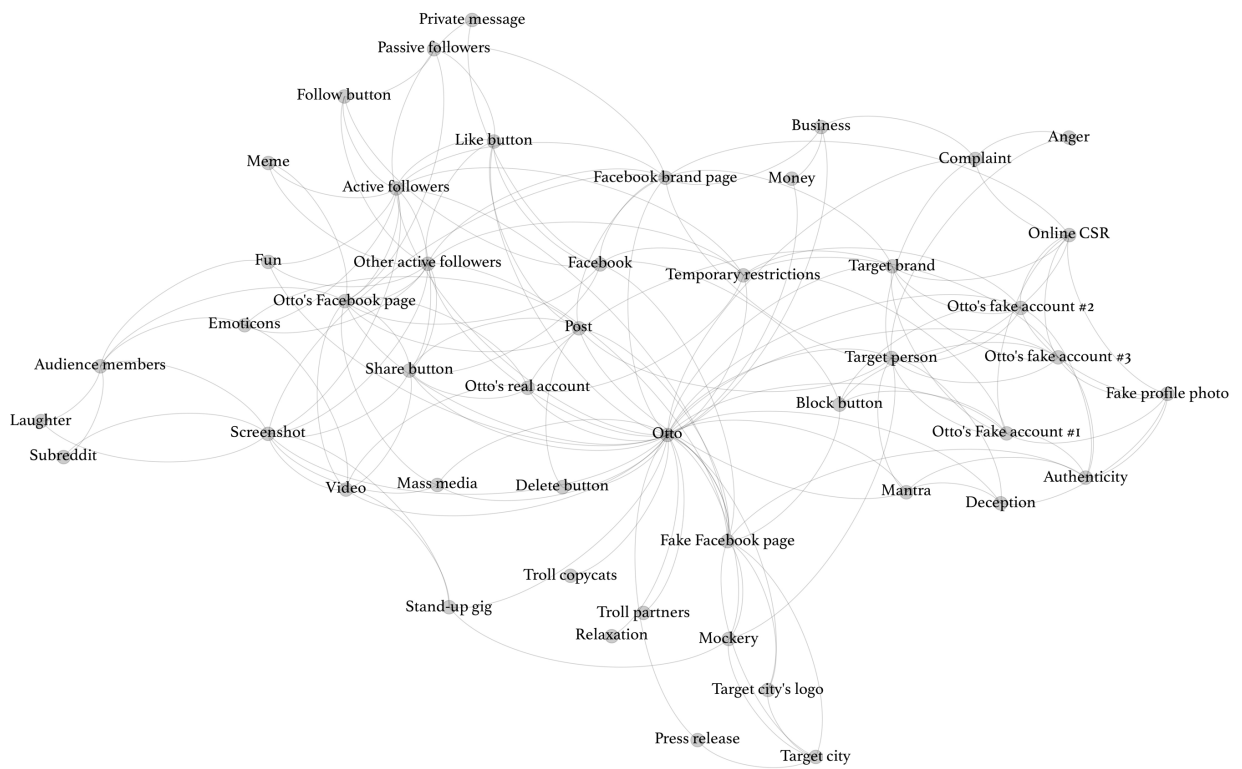 Private message
Passive followers
Follow button
Business
Anger
Like button
Complaint
Meme
Facebook brand page
Money
Active followers
Online CSR
Fun
Other active followers
Facebook
Target brand
Temporary restrictions
Otto's Facebook page
Otto's fake account #2
Emoticons
Post
Target person
Otto's fake account #3
Audience members
Share button
Otto's real account
Fake profile photo
Block button
Laughter
Screenshot
Otto
Otto's Fake account #1
Subreddit
Authenticity
Video
Mass media
Delete button
Mantra
Deception
Fake Facebook page
Troll copycats
Stand-up gig
Troll partners
Relaxation
Mockery
Target city's logo
Press release
Target city